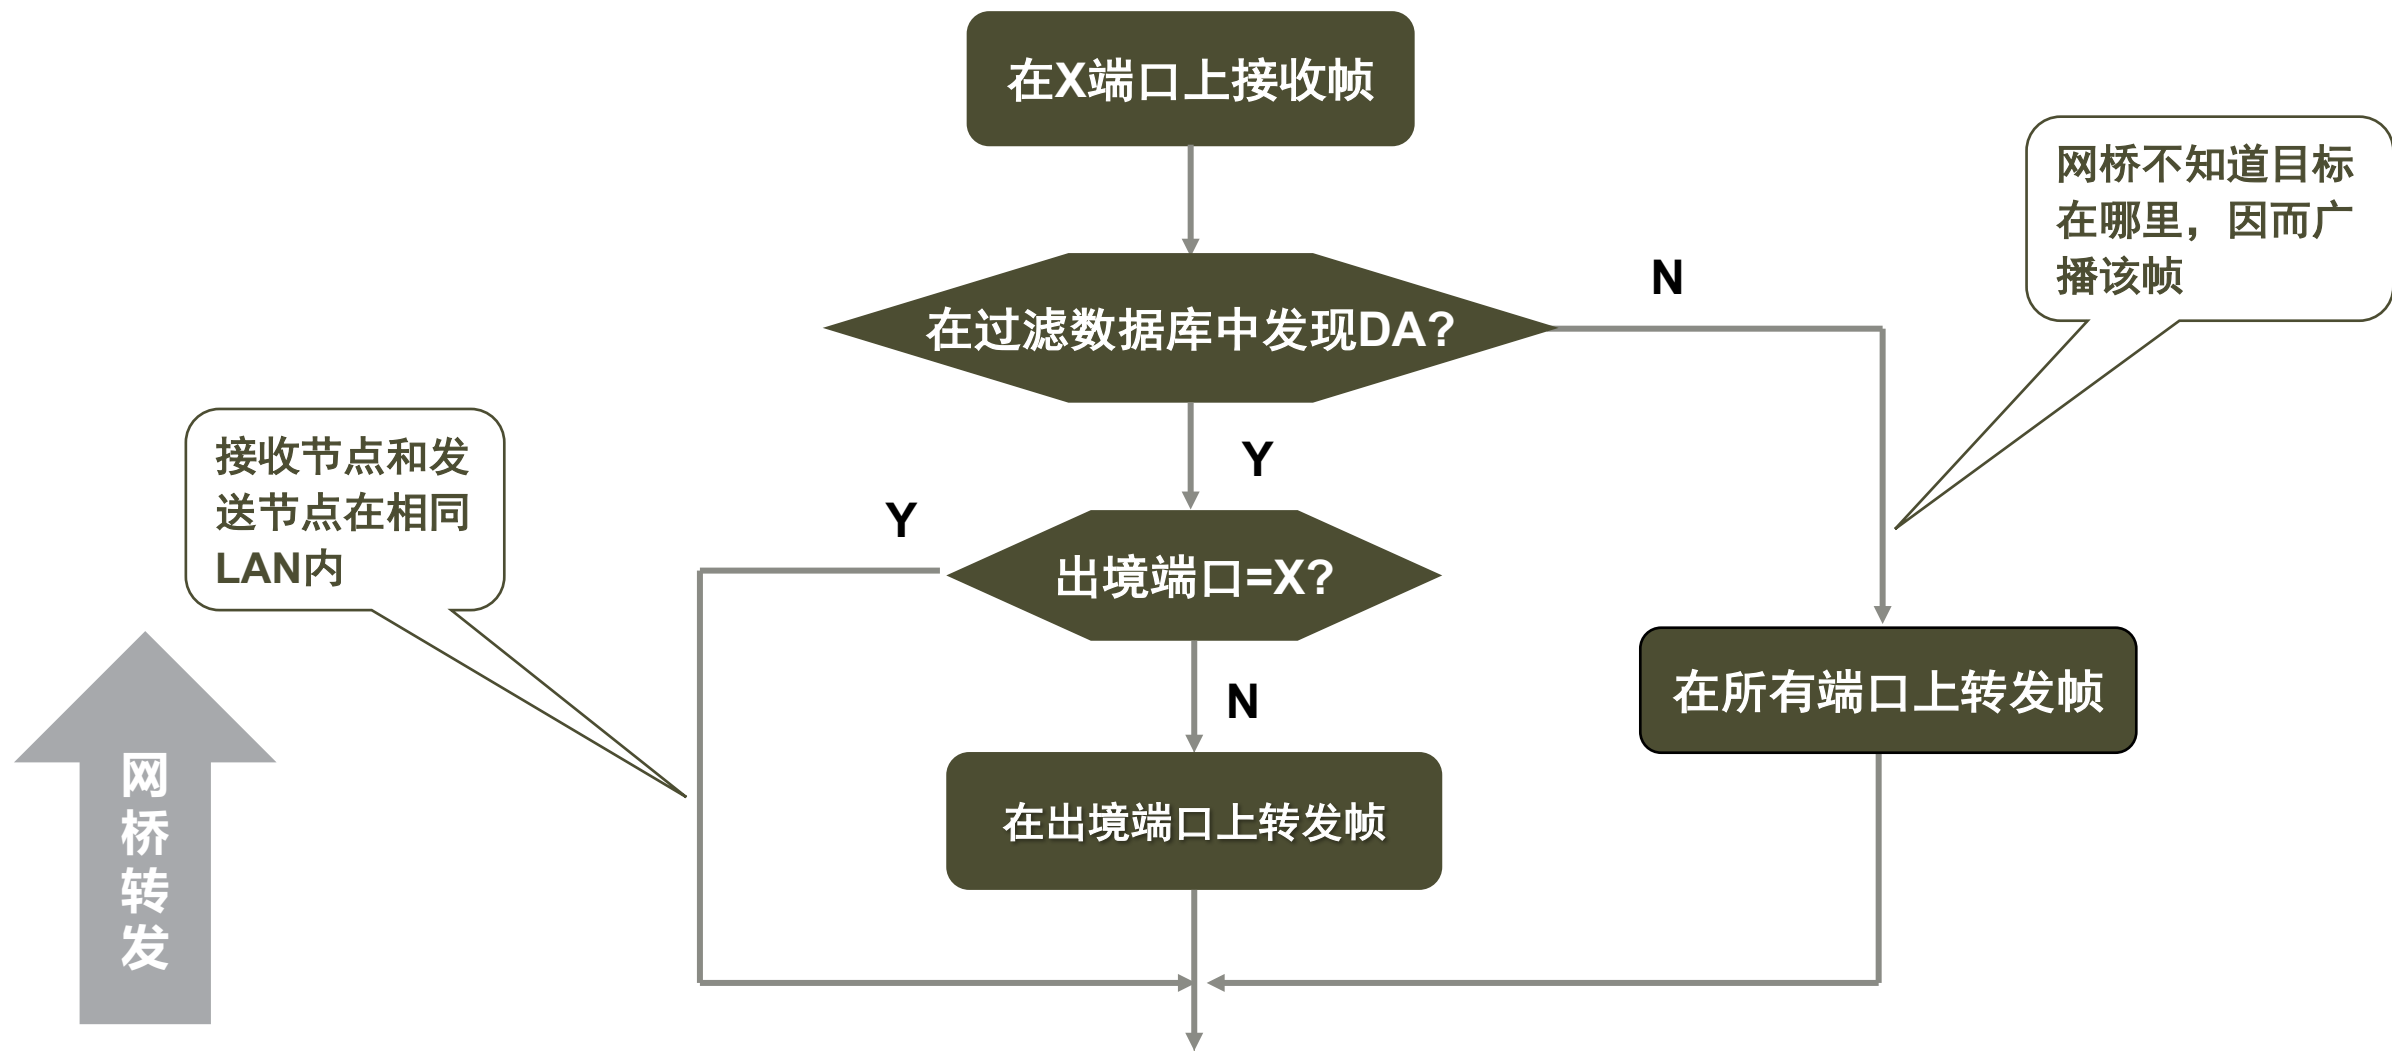 在X端口上接收帧
网桥不知道目标
在哪里，因而广
播该帧
N
在过滤数据库中发现DA?
Y
接收节点和发
送节点在相同
LAN内
Y
出境端口=X?
N
在所有端口上转发帧
在出境端口上转发帧
网
桥
转
发